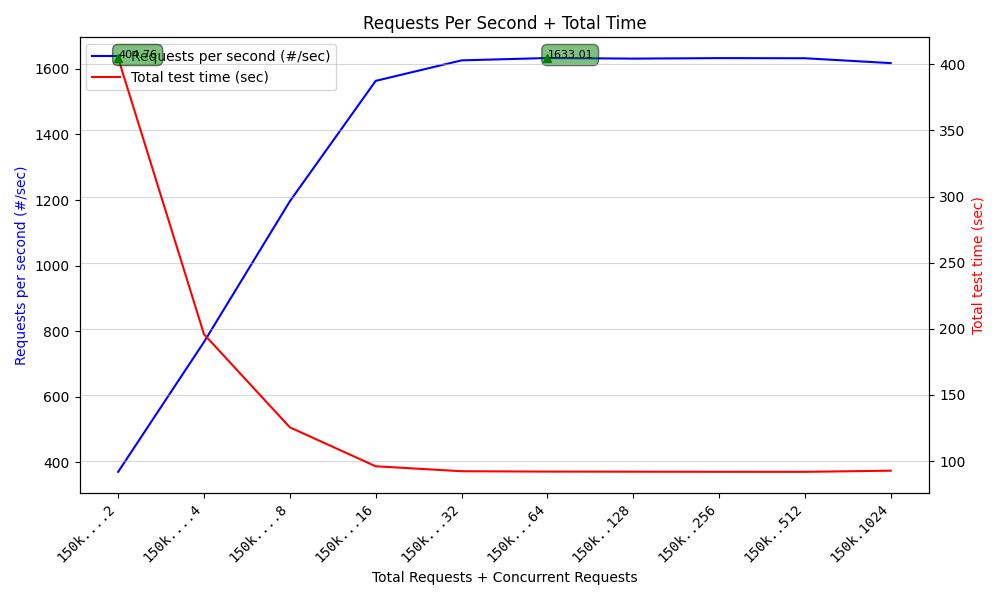 Requests Per Second + Total Time
404.76
Requests per second (#/sec)
Total test time (sec)
1633.01
1600
1400
1200
1000
800
600
400
Requests per second (#/sec)
400
350
300
250
200
150
100
Total test time (sec)
150k....2
150k....4
150k....8
150k...16
150k...32
150k...64
150k..128
150k..256
150k..512
150k.1024
Total Requests + Concurrent Requests